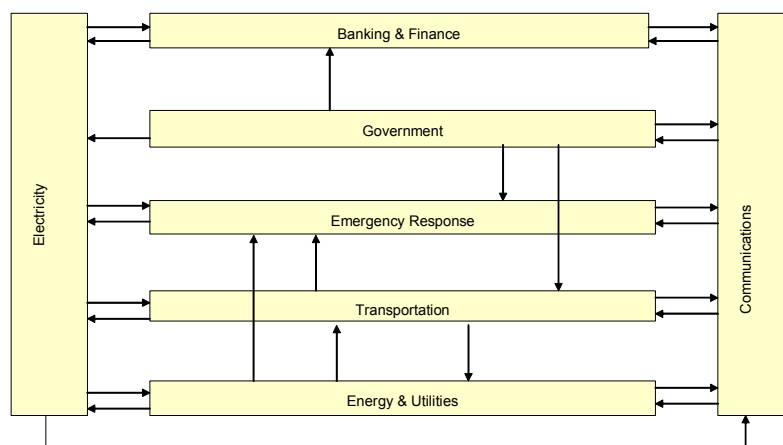 Electricity
Banking & Finance
Government
Emergency Response
Transportation
Energy & Utilities
Communications